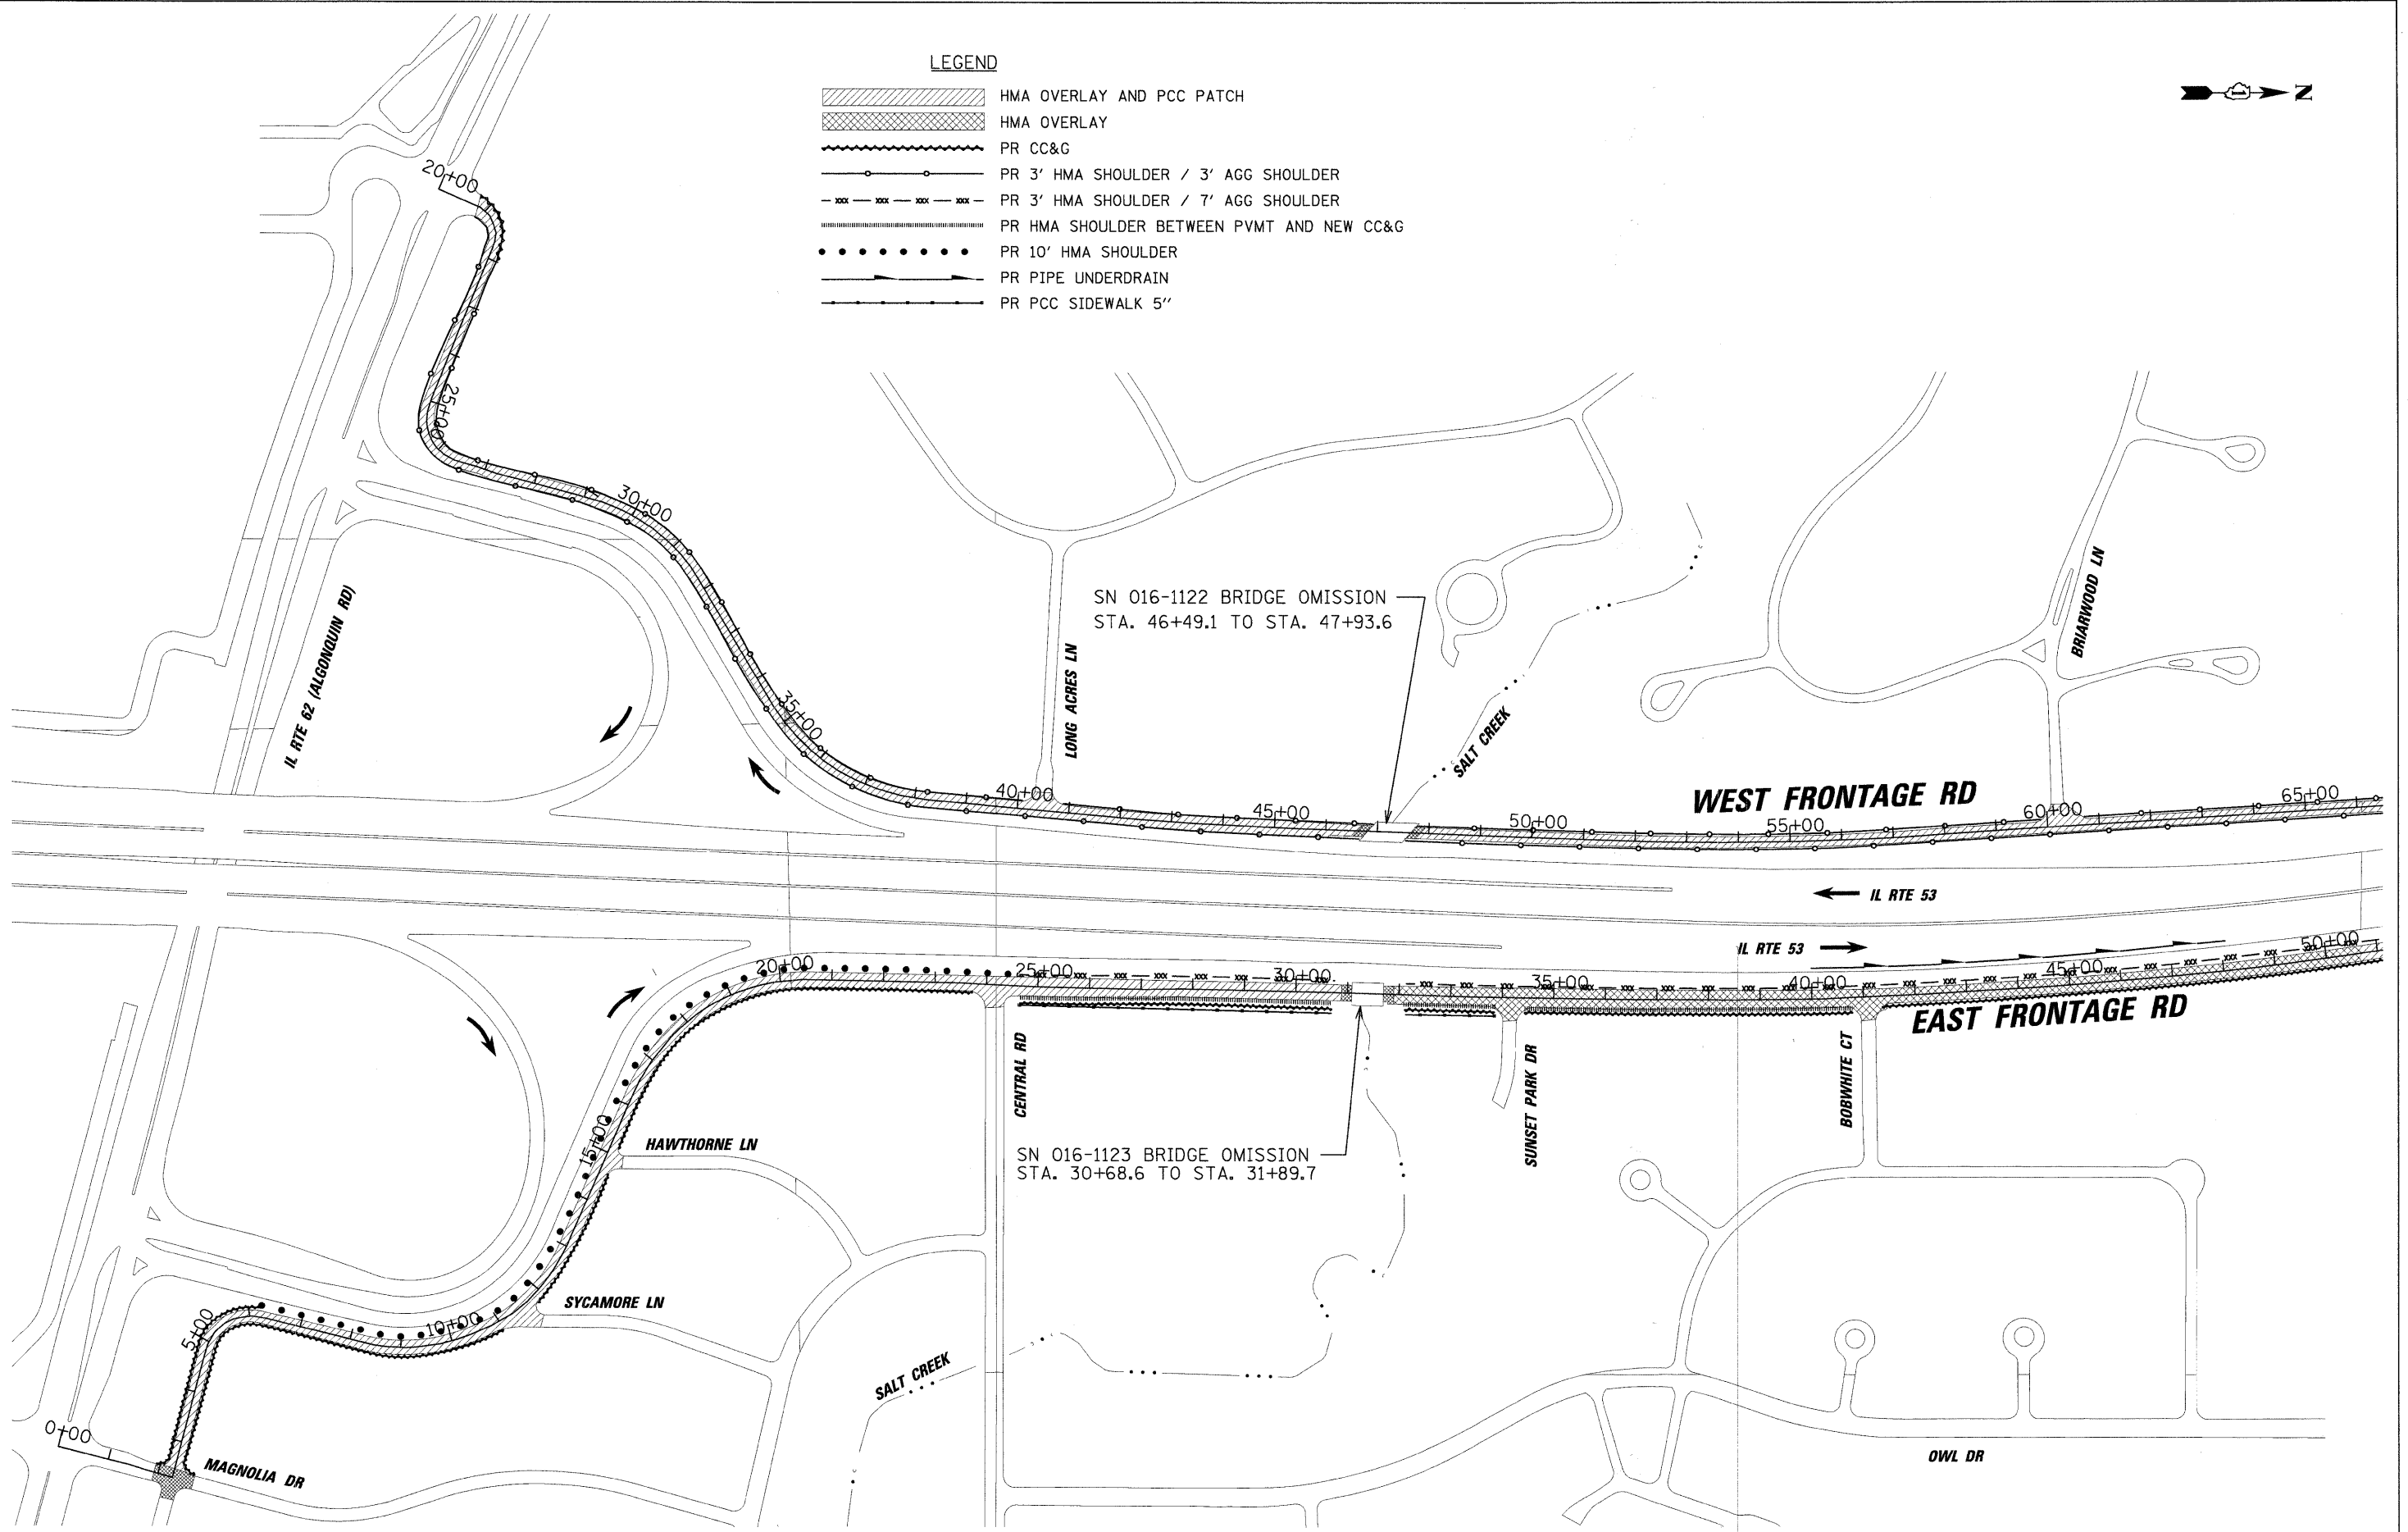 LEGEND
HMA OVERLAY AND PCC PATCH
HMA OVERLAY
PR CC&G
PR 3' HMA SHOULDER / 3' AGG SHOULDER
PR 3' HMA SHOULDER / 7' AGG SHOULDER
PR HMA SHOULDER BETWEEN PVMT AND NEW CC&G
PR 10' HMA SHOULDER
PR PIPE UNDERDRAIN
PR PCC SIDEWALK 5''
N
20+00
25+00
30+00
35+00
40+00
45+00
50+00
55+00
60+00
65+00
IL RTE 62 (ALGONQUIN RD)
LONG ACRES LN
SN 016-1122 BRIDGE OMISSION
STA. 46+49.1 TO STA. 47+93.6
SALT CREEK
BRIARWOOD LN
WEST FRONTAGE RD
IL RTE 53
IL RTE 53
0+00
5+00
10+00
15+00
20+00
25+00
30+00
35+00
40+00
45+00
50+00
EAST FRONTAGE RD
CENTRAL RD
SUNSET PARK DR
BOBWHITE CT
HAWTHORNE LN
SN 016-1123 BRIDGE OMISSION
STA. 30+68.6 TO STA. 31+89.7
SYCAMORE LN
SALT CREEK
MAGNOLIA DR
OWL DR